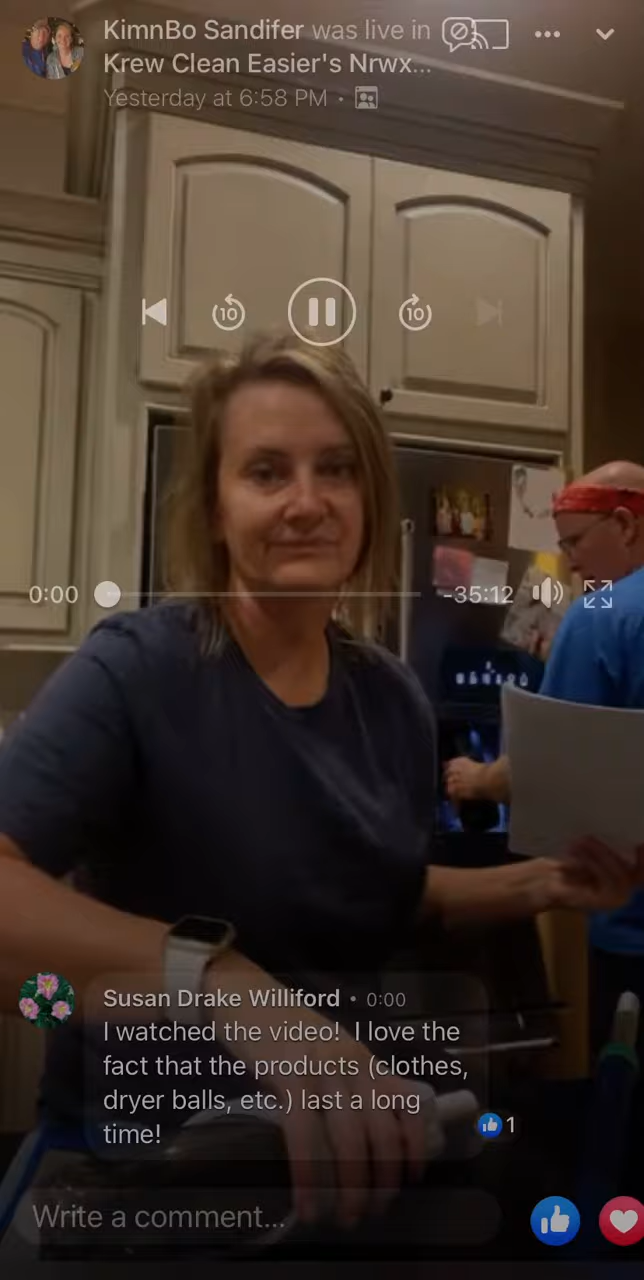 KimnBo Sandifer was live in
Krew Clean Easier's Nrwx...
Yesterday at 6:58 PM ·
10
10
0:00
-35:12
Susan Drake Williford • 0:00
I watched the video! I love the
fact that the products (clothes,
dryer balls, etc.) last a long
time!
1
Write a comment...